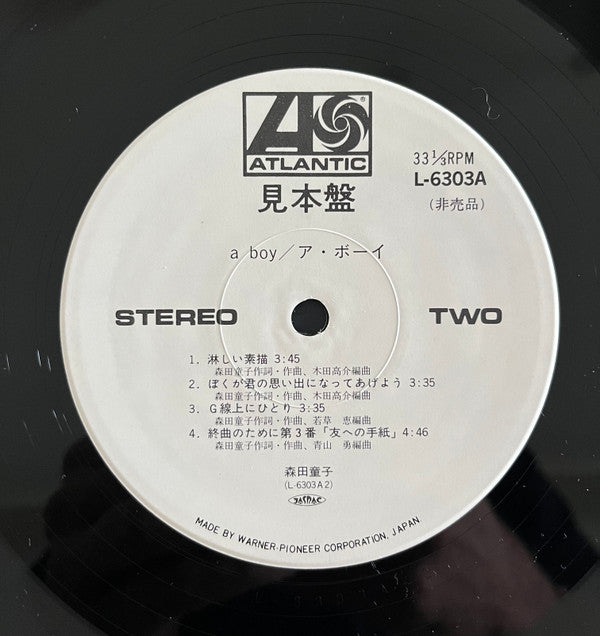 ATLANTIC
®
見本盤
33⅓RPM
L-6303A
(非売品)
a boy/ア・ボーイ
STEREO
TWO
1. 淋しい素描 3:45
森田童子作詞・作曲、木田高介編曲
2. ぼくが君の思い出になってあげよう 3:35
森田童子作詞・作曲、木田高介編曲
3. G線上にひとり 3:35
森田童子作詞・作曲、若草 恵編曲
4. 終曲のために第3番「友への手紙」4:46
森田童子作詞・作曲、青山 勇編曲
森田童子
(L-6303A2)
JASRAC
MADE BY WARNER-PIONEER CORPORATION, JAPAN.